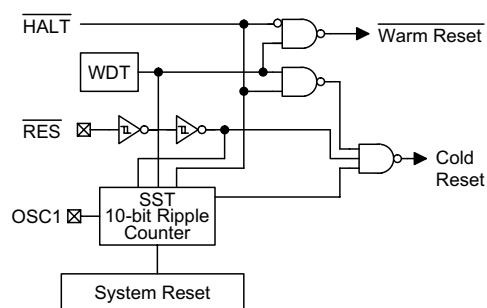 HALT
Warm Reset
WDT
RES
Cold
Reset
SST
10-bit Ripple
Counter
OSC1
System Reset